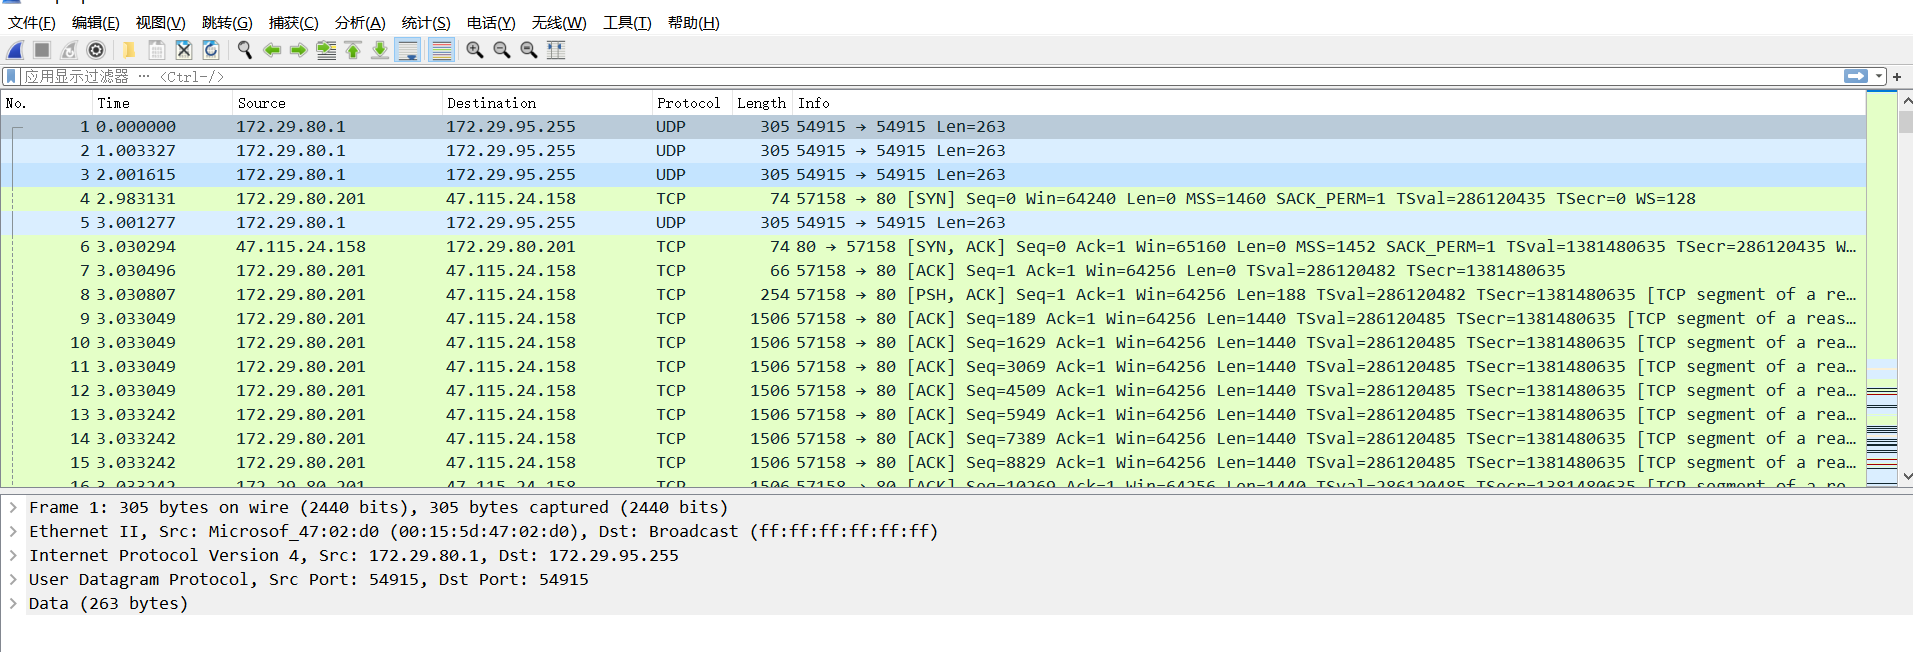 文件(F) 编辑(E) 视图(V) 跳转(G) 捕获(C) 分析(A) 统计(S) 电话(Y) 无线(W) 工具(T) 帮助(H)
应用显示过滤器 … <Ctrl-/>
No. Time Source Destination Protocol Length Info
1 0.000000 172.29.80.1 172.29.95.255 UDP 305 54915 → 54915 Len=263
2 1.003327 172.29.80.1 172.29.95.255 UDP 305 54915 → 54915 Len=263
3 2.001615 172.29.80.1 172.29.95.255 UDP 305 54915 → 54915 Len=263
4 2.983131 172.29.80.201 47.115.24.158 TCP 74 57158 → 80 [SYN] Seq=0 Win=64240 Len=0 MSS=1460 SACK_PERM=1 TSval=286120435 TSecr=0 WS=128
5 3.001277 172.29.80.1 172.29.95.255 UDP 305 54915 → 54915 Len=263
6 3.030294 47.115.24.158 172.29.80.201 TCP 74 80 → 57158 [SYN, ACK] Seq=0 Ack=1 Win=65160 Len=0 MSS=1452 SACK_PERM=1 TSval=1381480635 TSecr=286120435 W…
7 3.030496 172.29.80.201 47.115.24.158 TCP 66 57158 → 80 [ACK] Seq=1 Ack=1 Win=64256 Len=0 TSval=286120482 TSecr=1381480635
8 3.030807 172.29.80.201 47.115.24.158 TCP 254 57158 → 80 [PSH, ACK] Seq=1 Ack=1 Win=64256 Len=188 TSval=286120482 TSecr=1381480635 [TCP segment of a re…
9 3.033049 172.29.80.201 47.115.24.158 TCP 1506 57158 → 80 [ACK] Seq=189 Ack=1 Win=64256 Len=1440 TSval=286120485 TSecr=1381480635 [TCP segment of a reas…
10 3.033049 172.29.80.201 47.115.24.158 TCP 1506 57158 → 80 [ACK] Seq=1629 Ack=1 Win=64256 Len=1440 TSval=286120485 TSecr=1381480635 [TCP segment of a rea…
11 3.033049 172.29.80.201 47.115.24.158 TCP 1506 57158 → 80 [ACK] Seq=3069 Ack=1 Win=64256 Len=1440 TSval=286120485 TSecr=1381480635 [TCP segment of a rea…
12 3.033049 172.29.80.201 47.115.24.158 TCP 1506 57158 → 80 [ACK] Seq=4509 Ack=1 Win=64256 Len=1440 TSval=286120485 TSecr=1381480635 [TCP segment of a rea…
13 3.033242 172.29.80.201 47.115.24.158 TCP 1506 57158 → 80 [ACK] Seq=5949 Ack=1 Win=64256 Len=1440 TSval=286120485 TSecr=1381480635 [TCP segment of a rea…
14 3.033242 172.29.80.201 47.115.24.158 TCP 1506 57158 → 80 [ACK] Seq=7389 Ack=1 Win=64256 Len=1440 TSval=286120485 TSecr=1381480635 [TCP segment of a rea…
15 3.033242 172.29.80.201 47.115.24.158 TCP 1506 57158 → 80 [ACK] Seq=8829 Ack=1 Win=64256 Len=1440 TSval=286120485 TSecr=1381480635 [TCP segment of a rea…
16 3.033242 172.29.80.201 47.115.24.158 TCP 1506 57158 → 80 [ACK] Seq=10269 Ack=1 Win=64256 Len=1440 TSval=286120485 TSecr=1381480635 [TCP segment of a re…
Frame 1: 305 bytes on wire (2440 bits), 305 bytes captured (2440 bits)
Ethernet II, Src: Microsof_47:02:d0 (00:15:5d:47:02:d0), Dst: Broadcast (ff:ff:ff:ff:ff:ff)
Internet Protocol Version 4, Src: 172.29.80.1, Dst: 172.29.95.255
User Datagram Protocol, Src Port: 54915, Dst Port: 54915
Data (263 bytes)